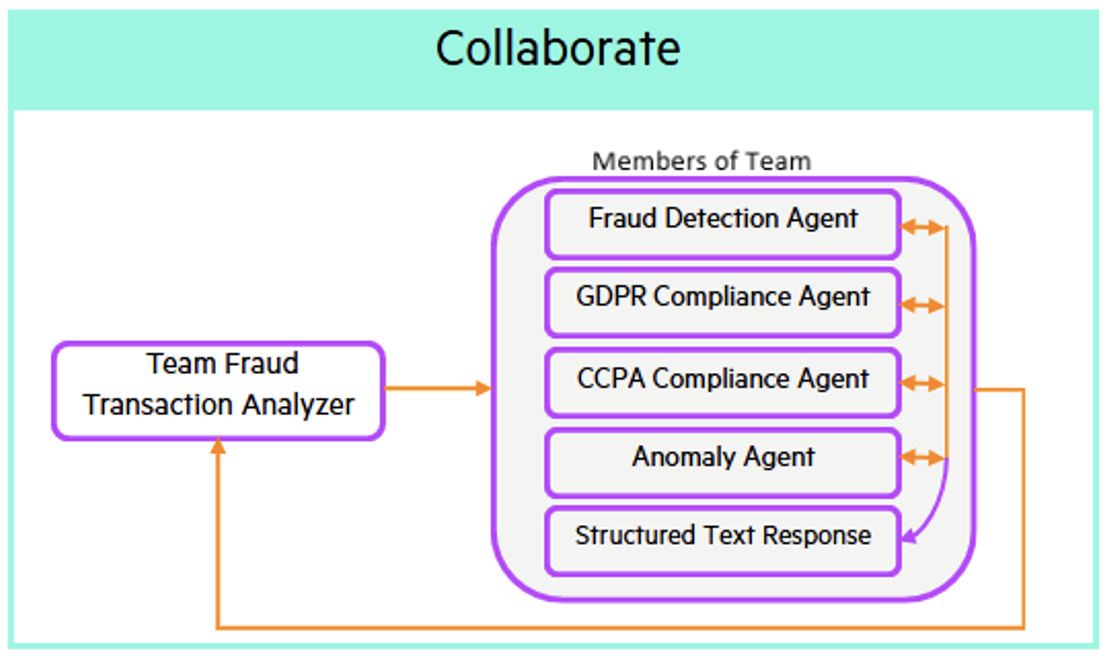 Collaborate
Members of Team
Fraud Detection Agent
GDPR Compliance Agent
CCPA Compliance Agent
Anomaly Agent
Structured Text Response
Team Fraud
Transaction Analyzer